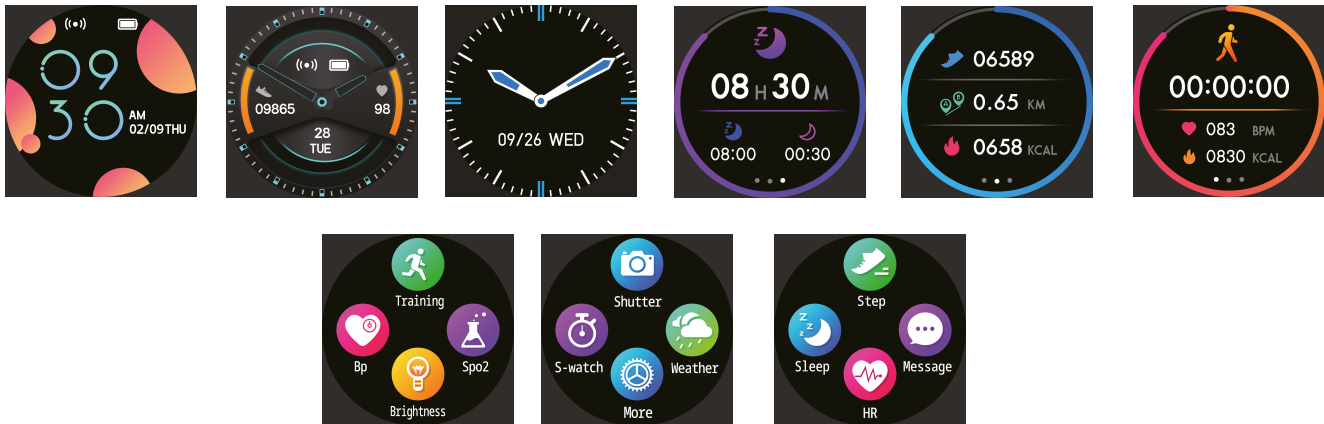 09
30
AM
02/09THU
09865
98
28
TUE
09/26 WED
08 H 30 M
08:00
00:30
06589
A B
0.65 KM
0658 KCAL
00:00:00
083 BPM
0830 KCAL
Training
Bp
Spo2
Brightness
Shutter
S-watch
Weather
More
Step
Sleep
Message
HR